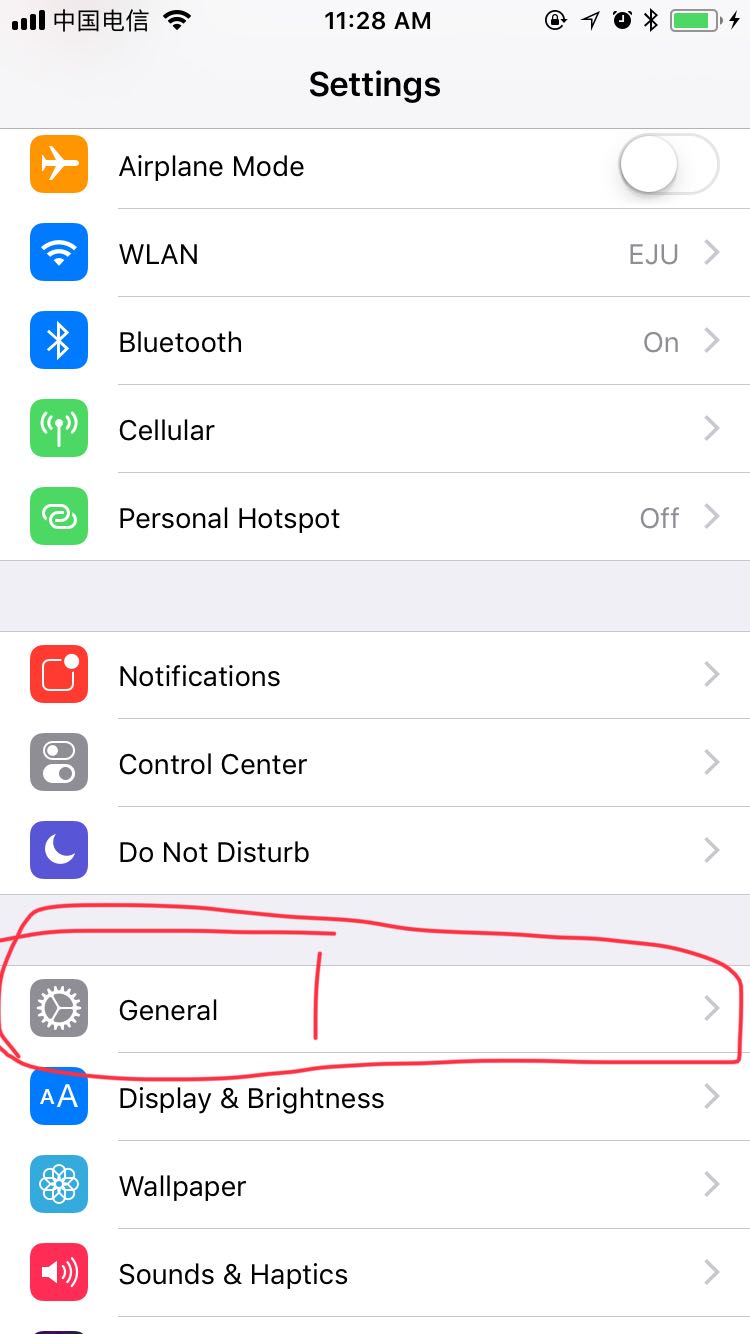 中国电信 11:28 AM
Settings
Airplane Mode
WLAN EJU
Bluetooth On
Cellular
Personal Hotspot Off
Notifications
Control Center
Do Not Disturb
General
AA Display & Brightness
Wallpaper
Sounds & Haptics